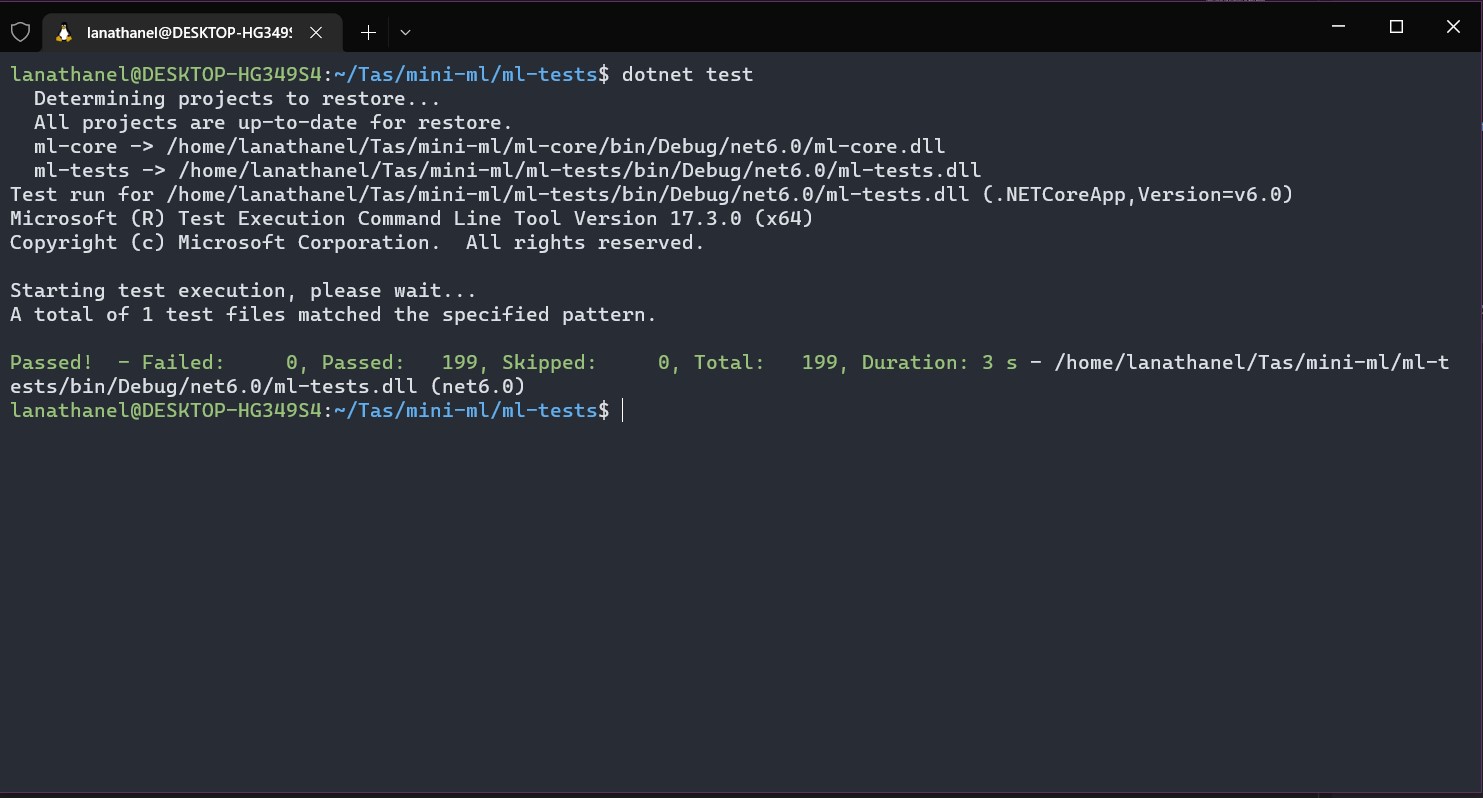 lanathanel@DESKTOP-HG349S
lanathanel@DESKTOP-HG349S4:~/Tas/mini-ml/ml-tests$ dotnet test
  Determining projects to restore...
  All projects are up-to-date for restore.
  ml-core -> /home/lanathanel/Tas/mini-ml/ml-core/bin/Debug/net6.0/ml-core.dll
  ml-tests -> /home/lanathanel/Tas/mini-ml/ml-tests/bin/Debug/net6.0/ml-tests.dll
Test run for /home/lanathanel/Tas/mini-ml/ml-tests/bin/Debug/net6.0/ml-tests.dll (.NETCoreApp,Version=v6.0)
Microsoft (R) Test Execution Command Line Tool Version 17.3.0 (x64)
Copyright (c) Microsoft Corporation.  All rights reserved.

Starting test execution, please wait...
A total of 1 test files matched the specified pattern.

Passed!  - Failed:     0, Passed:   199, Skipped:     0, Total:   199, Duration: 3 s - /home/lanathanel/Tas/mini-ml/ml-t
ests/bin/Debug/net6.0/ml-tests.dll (net6.0)
lanathanel@DESKTOP-HG349S4:~/Tas/mini-ml/ml-tests$